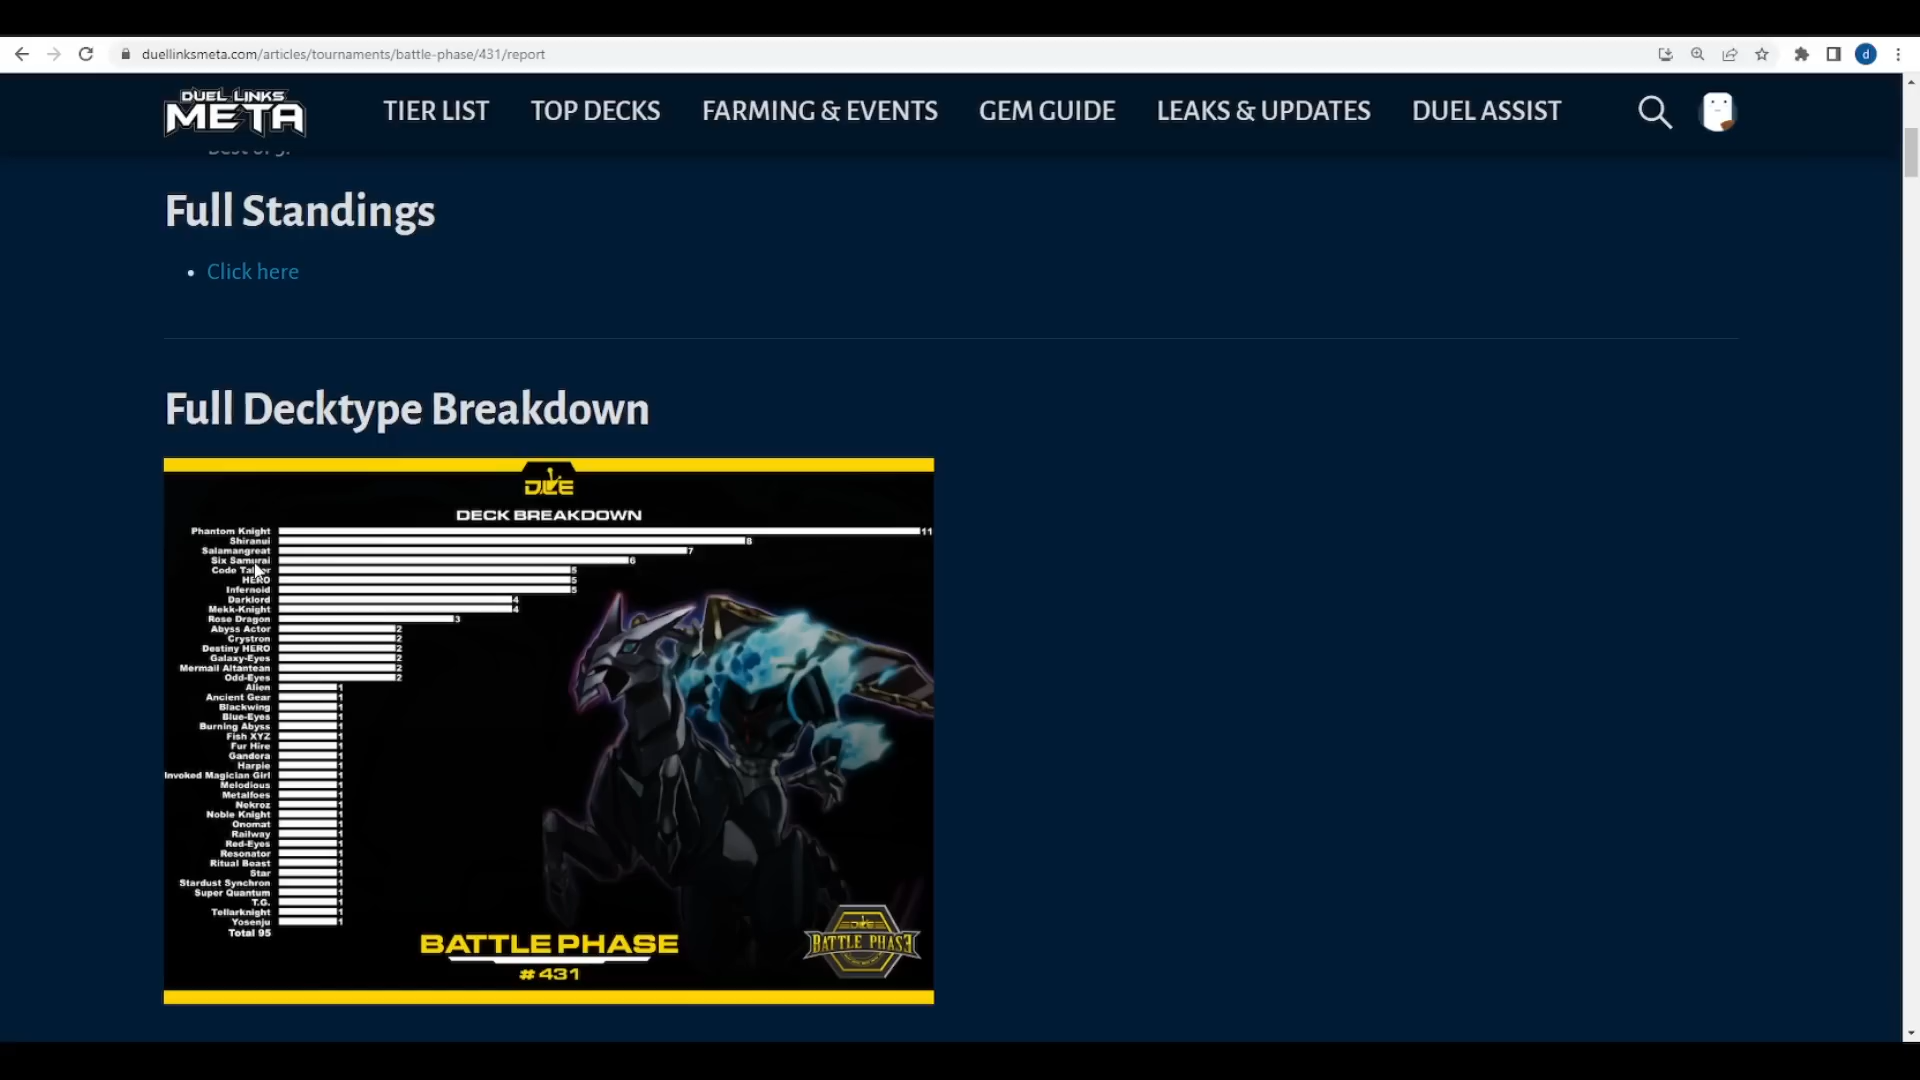 duellinksmeta.com/articles/tournaments/battle-phase/431/report
d
DUEL LINKS
META
TIER LIST
TOP DECKS
FARMING & EVENTS
GEM GUIDE
LEAKS & UPDATES
DUEL ASSIST
Full Standings
• Click here
Full Decktype Breakdown
DLE
DECK BREAKDOWN
Phantom Knight 11
Shiranui 8
Salamangreat 7
Six Samurai 6
Code Talker 5
HERO 5
Infernoid 5
Darklord 4
Mekk-Knight 4
Rose Dragon 3
Abyss Actor 2
Crystron 2
Destiny HERO 2
Galaxy-Eyes 2
Mermail Altantean 2
Odd-Eyes 2
Alien 1
Ancient Gear 1
Blackwing 1
Blue-Eyes 1
Burning Abyss 1
Fish XYZ 1
Fur Hire 1
Gandora 1
Harpie 1
Invoked Magician Girl 1
Melodious 1
Metalfoes 1
Nekroz 1
Noble Knight 1
Onomat 1
Railway 1
Red-Eyes 1
Resonator 1
Ritual Beast 1
Star 1
Stardust Synchron 1
Super Quantum 1
T.G. 1
Tellarknight 1
Yosenju 1
Total 95
BATTLE PHASE
# 431
BATTLE PHASE